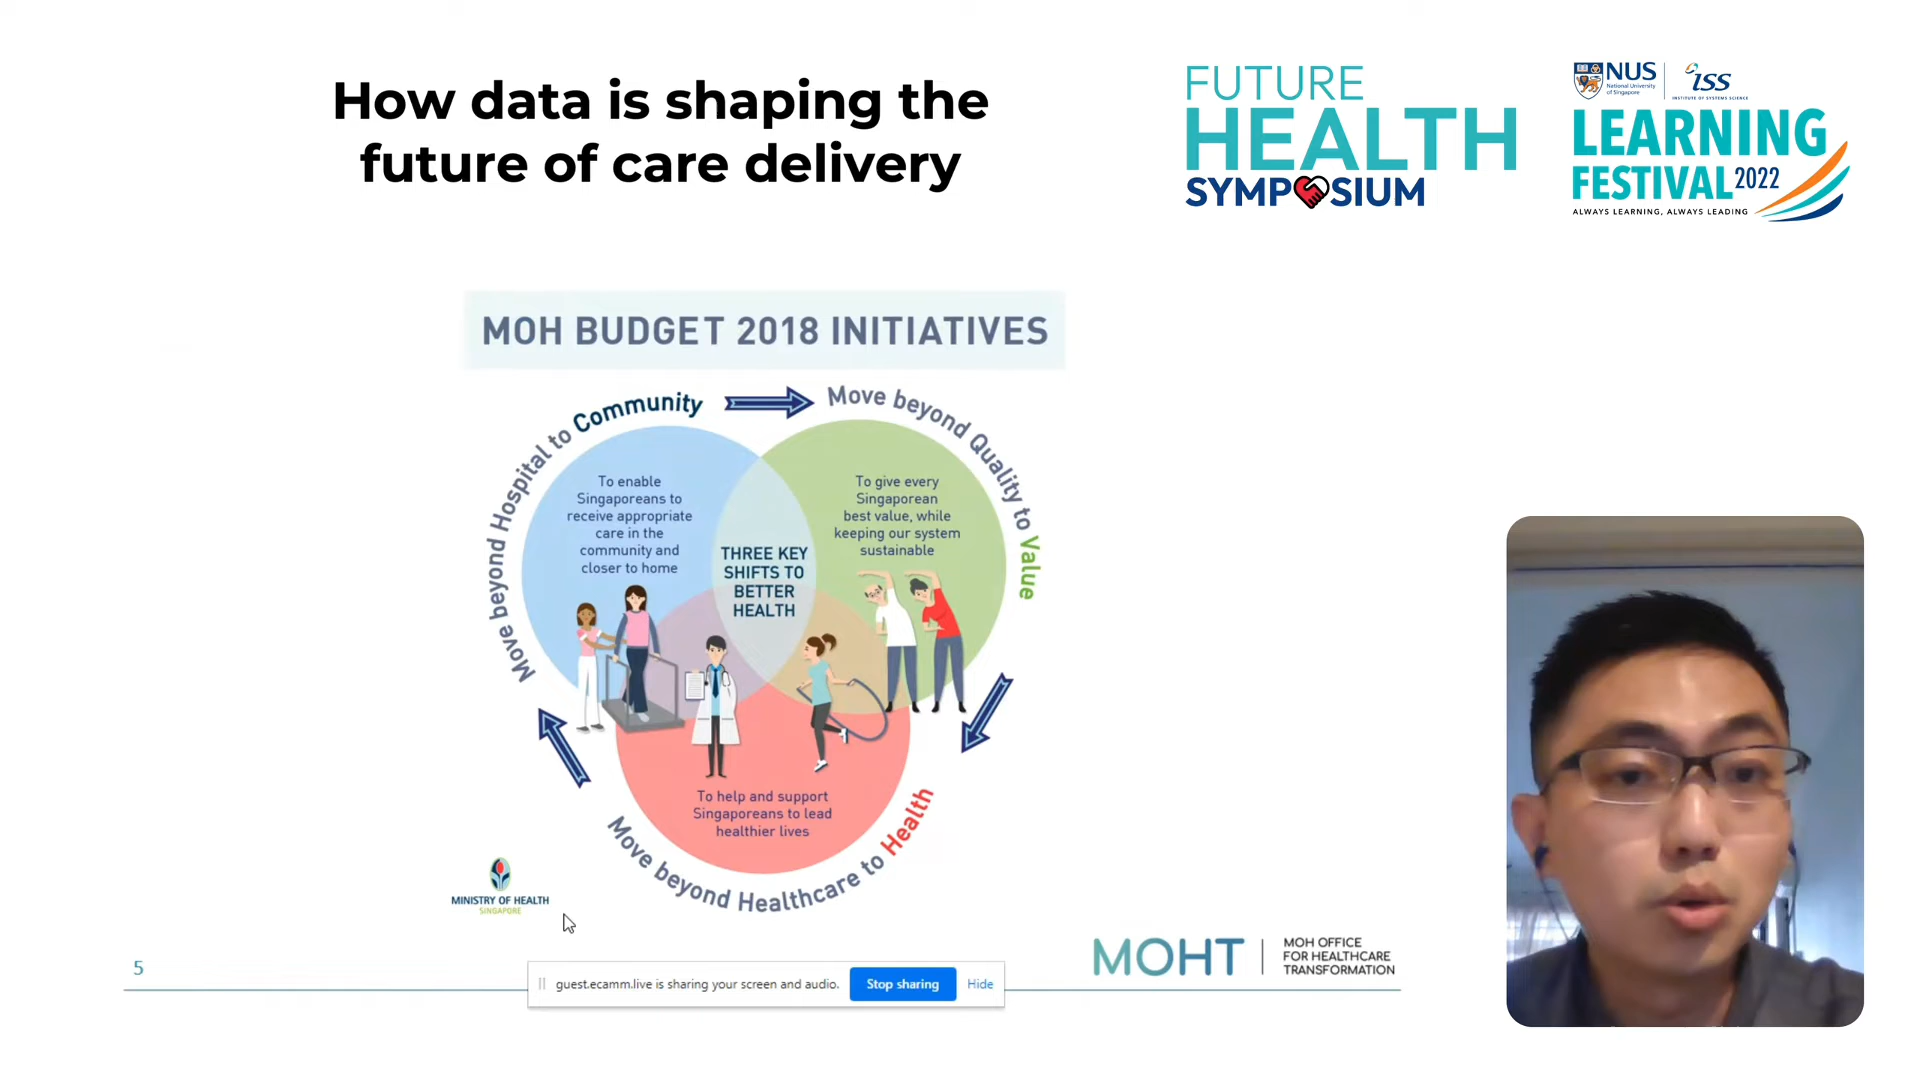 How data is shaping the
future of care delivery
FUTURE
HEALTH
SYMPOSIUM
NUS
National University
of Singapore
iss
INSTITUTE OF SYSTEMS SCIENCE
LEARNING
FESTIVAL 2022
ALWAYS LEARNING, ALWAYS LEADING
MOH BUDGET 2018 INITIATIVES
Move beyond Hospital to Community
Move beyond Quality to Value
To enable
Singaporeans to
receive appropriate
care in the
community and
closer to home
To give every
Singaporean
best value, while
keeping our system
sustainable
THREE KEY
SHIFTS TO
BETTER
HEALTH
To help and support
Singaporeans to lead
healthier lives
Move beyond Healthcare to Health
MINISTRY OF HEALTH
SINGAPORE
5
guest.ecamm.live is sharing your screen and audio.
Stop sharing
Hide
MOHT
MOH OFFICE
FOR HEALTHCARE
TRANSFORMATION